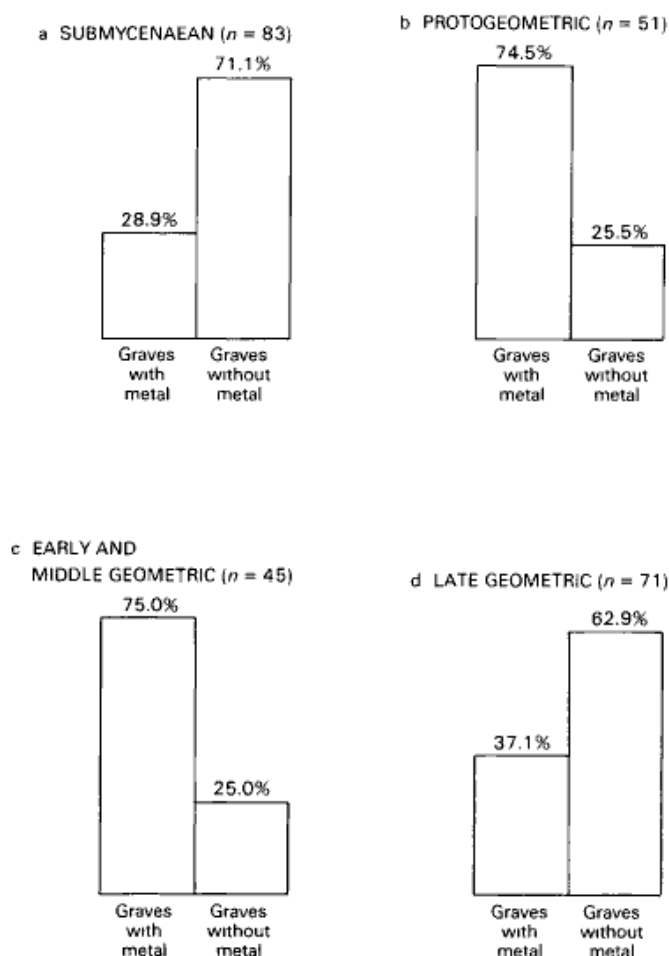 a SUBMYCENAEAN (n = 83)
71.1%
28.9%
Graves
with
metal
Graves
without
metal
b PROTOGEOMETRIC (n = 51)
74.5%
25.5%
Graves
with
metal
Graves
without
metal
c EARLY AND
MIDDLE GEOMETRIC (n = 45)
75.0%
25.0%
Graves
with
metal
Graves
without
metal
d LATE GEOMETRIC (n = 71)
62.9%
37.1%
Graves
with
metal
Graves
without
metal